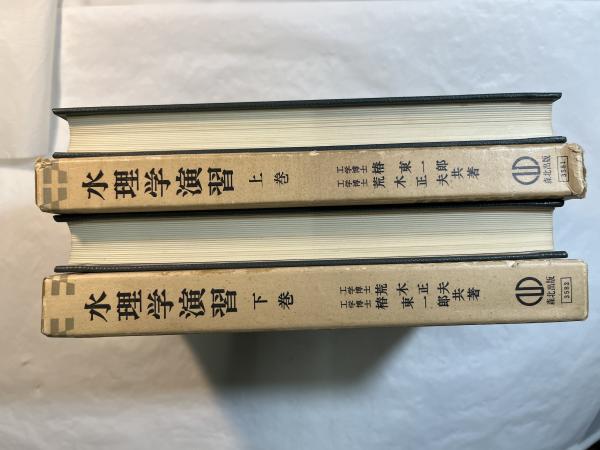 水理学演習 上巻
工学博士 椿東一郎
工学博士 荒木正夫
共著
森北出版
3581
水理学演習 下巻
工学博士 荒木正夫
工学博士 椿東一郎
共著
森北出版
3582